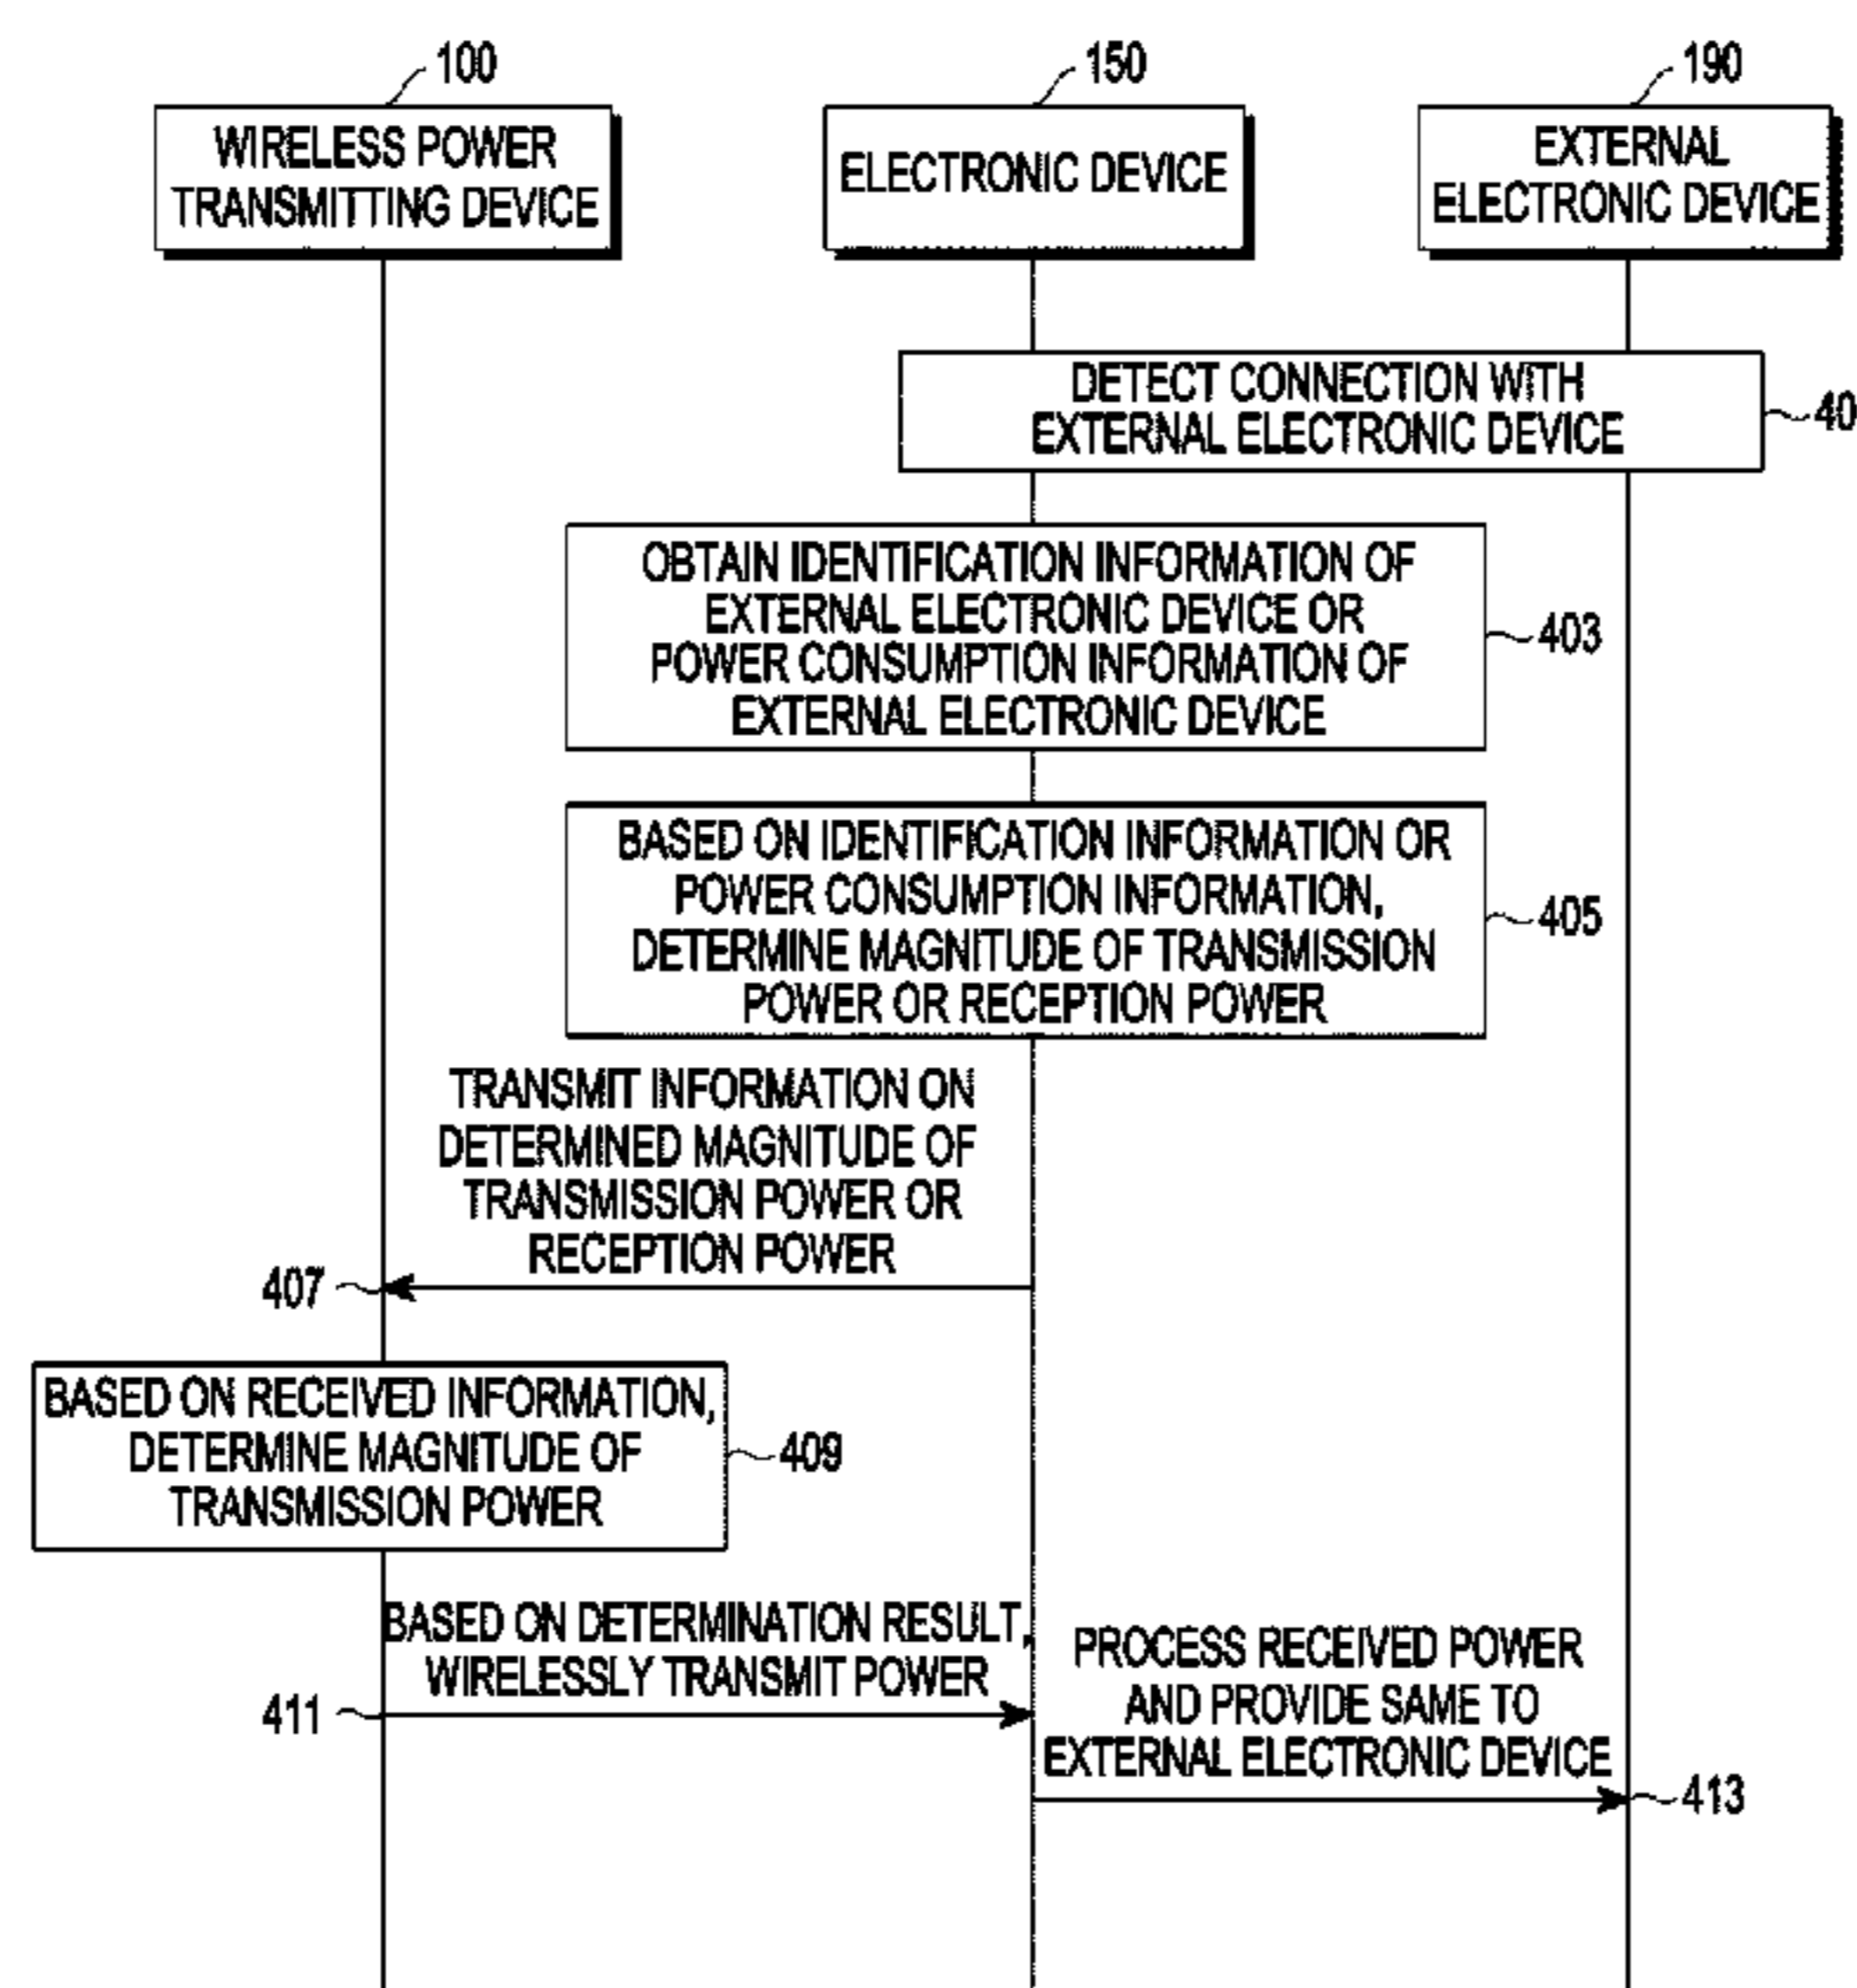 100
150
190
WIRELESS POWER
TRANSMITTING DEVICE
ELECTRONIC DEVICE
EXTERNAL
ELECTRONIC DEVICE
DETECT CONNECTION WITH
EXTERNAL ELECTRONIC DEVICE
40
OBTAIN IDENTIFICATION INFORMATION OF
EXTERNAL ELECTRONIC DEVICE OR
POWER CONSUMPTION INFORMATION OF
EXTERNAL ELECTRONIC DEVICE
403
BASED ON IDENTIFICATION INFORMATION OR
POWER CONSUMPTION INFORMATION,
DETERMINE MAGNITUDE OF TRANSMISSION
POWER OR RECEPTION POWER
405
TRANSMIT INFORMATION ON
DETERMINED MAGNITUDE OF
TRANSMISSION POWER OR
RECEPTION POWER
407
BASED ON RECEIVED INFORMATION,
DETERMINE MAGNITUDE OF
TRANSMISSION POWER
409
BASED ON DETERMINATION RESULT,
WIRELESSLY TRANSMIT POWER
411
PROCESS RECEIVED POWER
AND PROVIDE SAME TO
EXTERNAL ELECTRONIC DEVICE
413